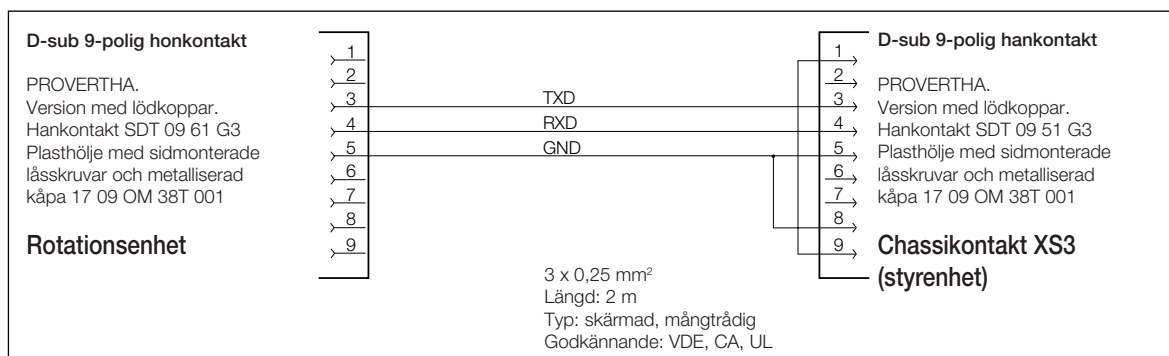 D-sub 9-polig honkontakt
PROVERTHA.
Version med lödkoppar.
Hankontakt SDT 09 61 G3
Plasthölje med sidmonterade
låsskruvar och metalliserad
kåpa 17 09 OM 38T 001
Rotationsenhet
1
2
3
4
5
6
7
8
9
TXD
RXD
GND
3 x 0,25 mm²
Längd: 2 m
Typ: skärmad, mångtrådig
Godkännande: VDE, CA, UL
1
2
3
4
5
6
7
8
9
D-sub 9-polig hankontakt
PROVERTHA.
Version med lödkoppar.
Hankontakt SDT 09 51 G3
Plasthölje med sidmonterade
låsskruvar och metalliserad
kåpa 17 09 OM 38T 001
Chassikontakt XS3
(styrenhet)